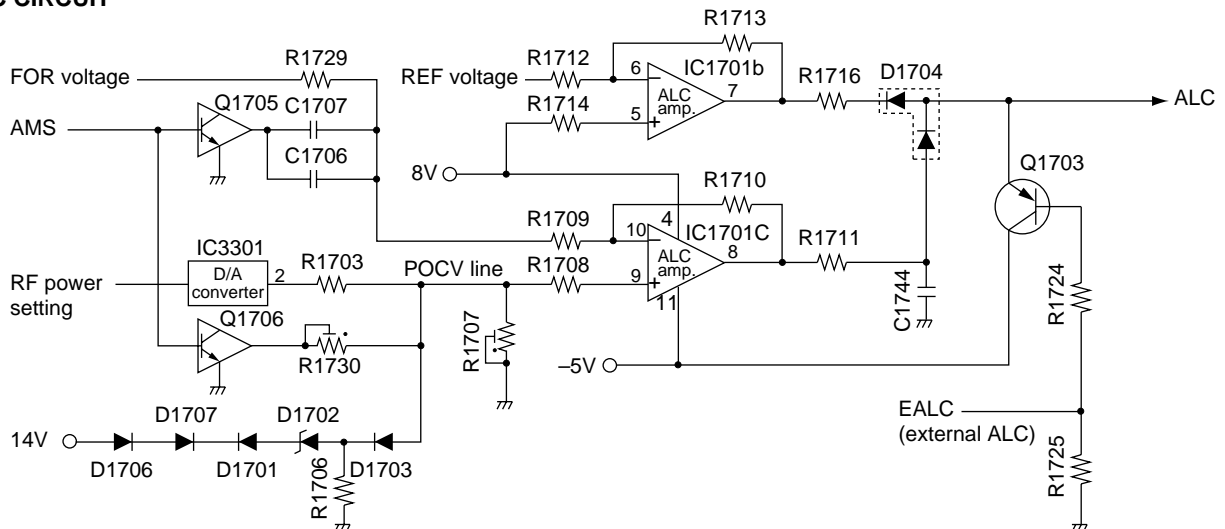 C CIRCUIT
R1713
R1729
FOR voltage
REF voltage
R1712
6
IC1701b
Q1705
C1707
R1714
ALC
amp.
7
R1716
D1704
ALC
AMS
5
C1706
Q1703
8V
R1710
4
R1709
IC1701C
10
IC3301
ALC
amp.
8
R1711
D/A
converter
2
R1703
POCV line
R1708
RF power
setting
9
11
C1744
R1724
Q1706
R1730
R1707
–5V
D1707
D1702
EALC
(external ALC)
14V
D1706
D1701
R1706
D1703
R1725